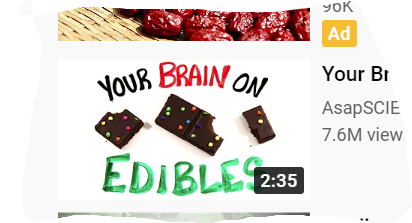 96K
Ad
YOUR BRAIN ON
EDIBLES
2:35
Your Br
AsapSCIE
7.6M view